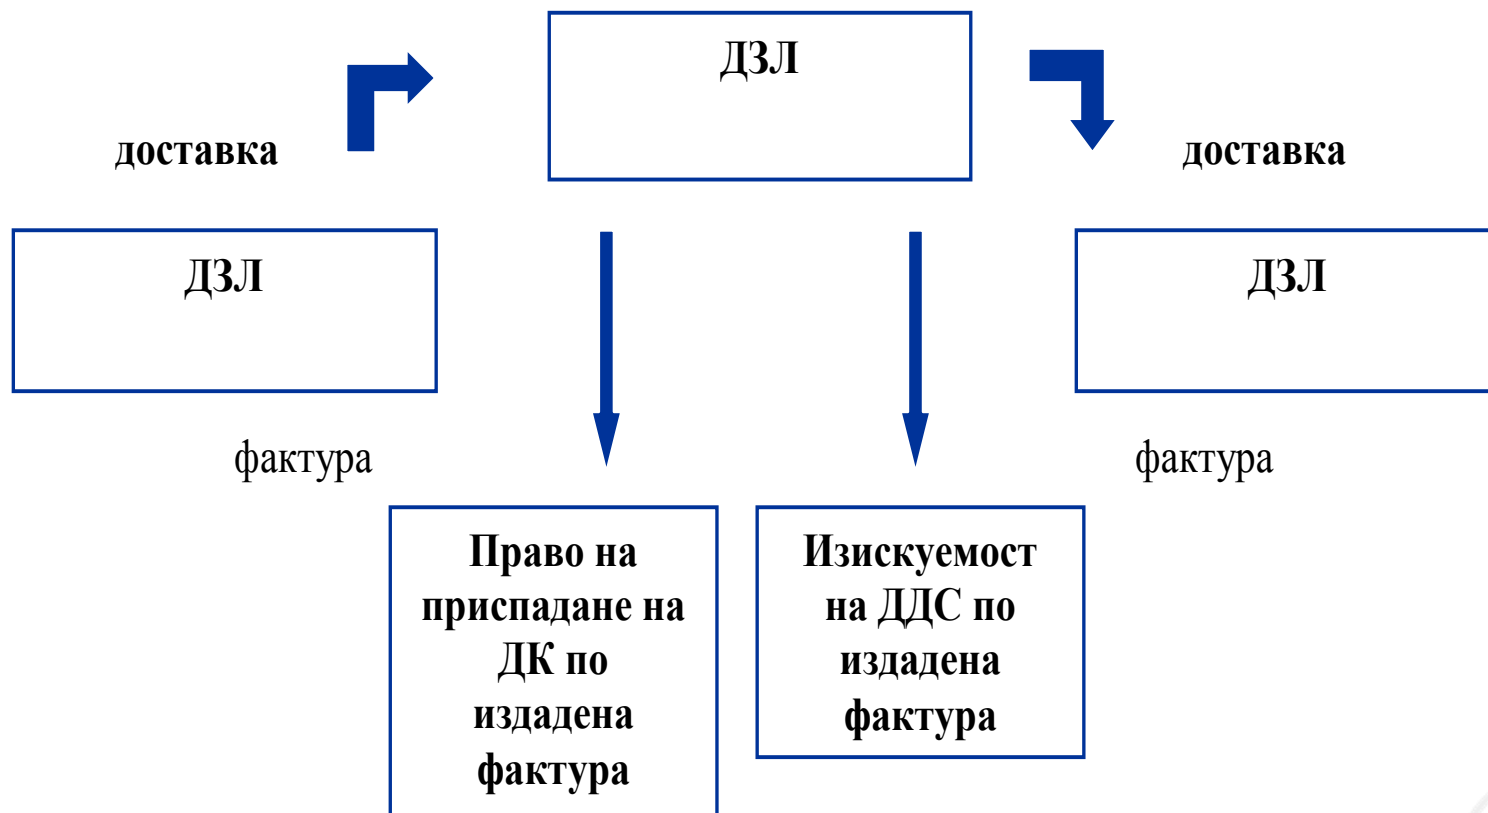 ДЗЛ
доставка
доставка
ДЗЛ
ДЗЛ
фактура
фактура
Право на
приспадане на
ДК по
издадена
фактура
Изискуемост
на ДДС по
издадена
фактура